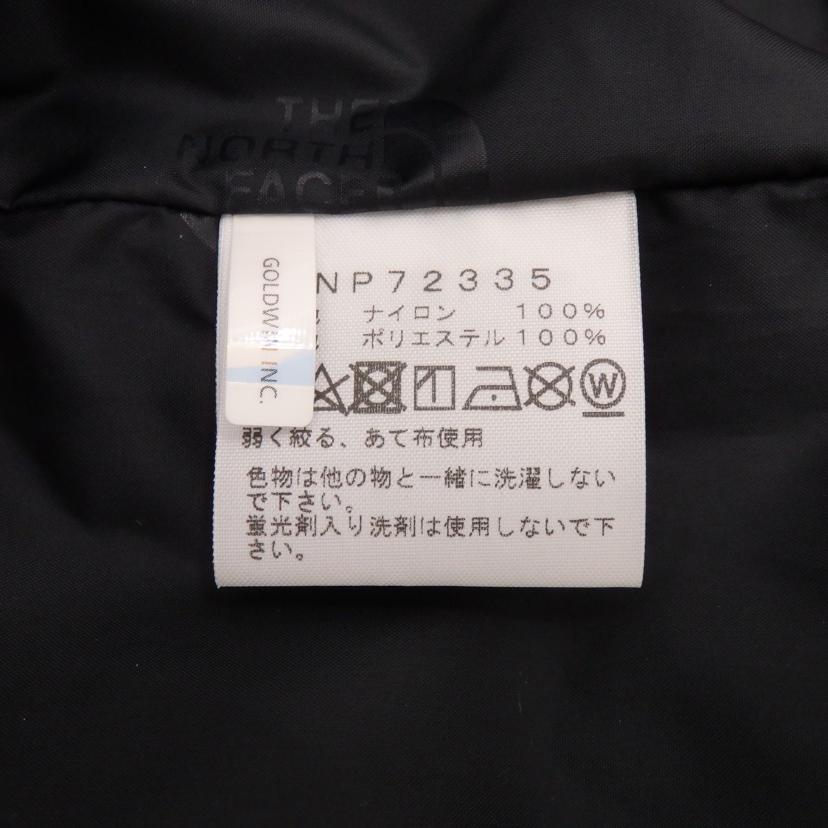 THE
NORTH
FACE
GOLDWIN INC.
NP72335
ナイロン 100%
ポリエステル 100%
W
弱く絞る、あて布使用
色物は他の物と一緒に洗濯しない
で下さい。
蛍光剤入り洗剤は使用しないで下
さい。